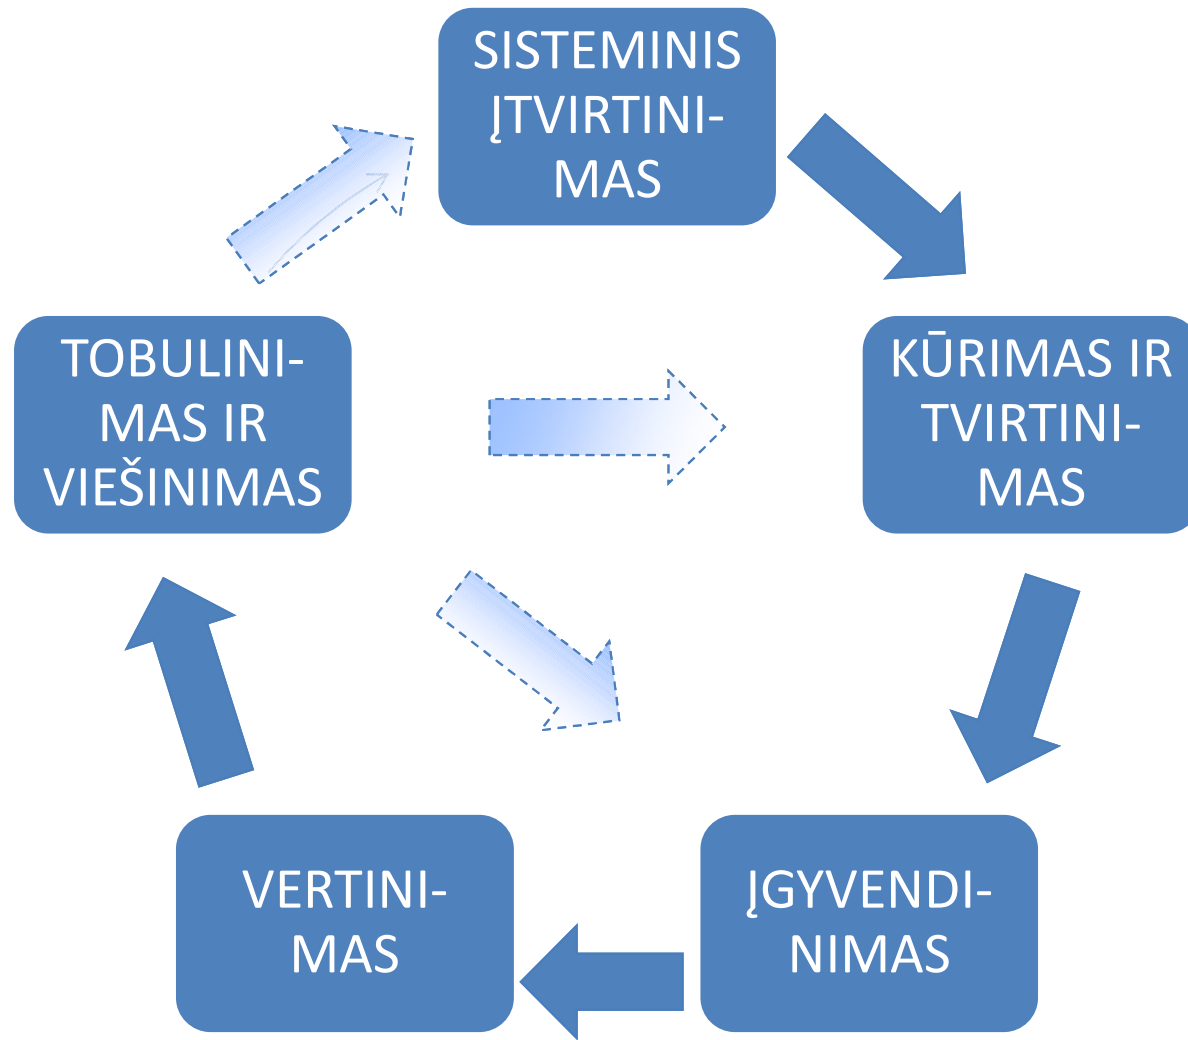 SISTEMINIS
ĮTVIRTINI-
MAS
TOBULINI-
MAS IR
VIEŠINIMAS
KŪRIMAS IR
TVIRTINI-
MAS
VERTINI-
MAS
ĮGYVENDI-
NIMAS